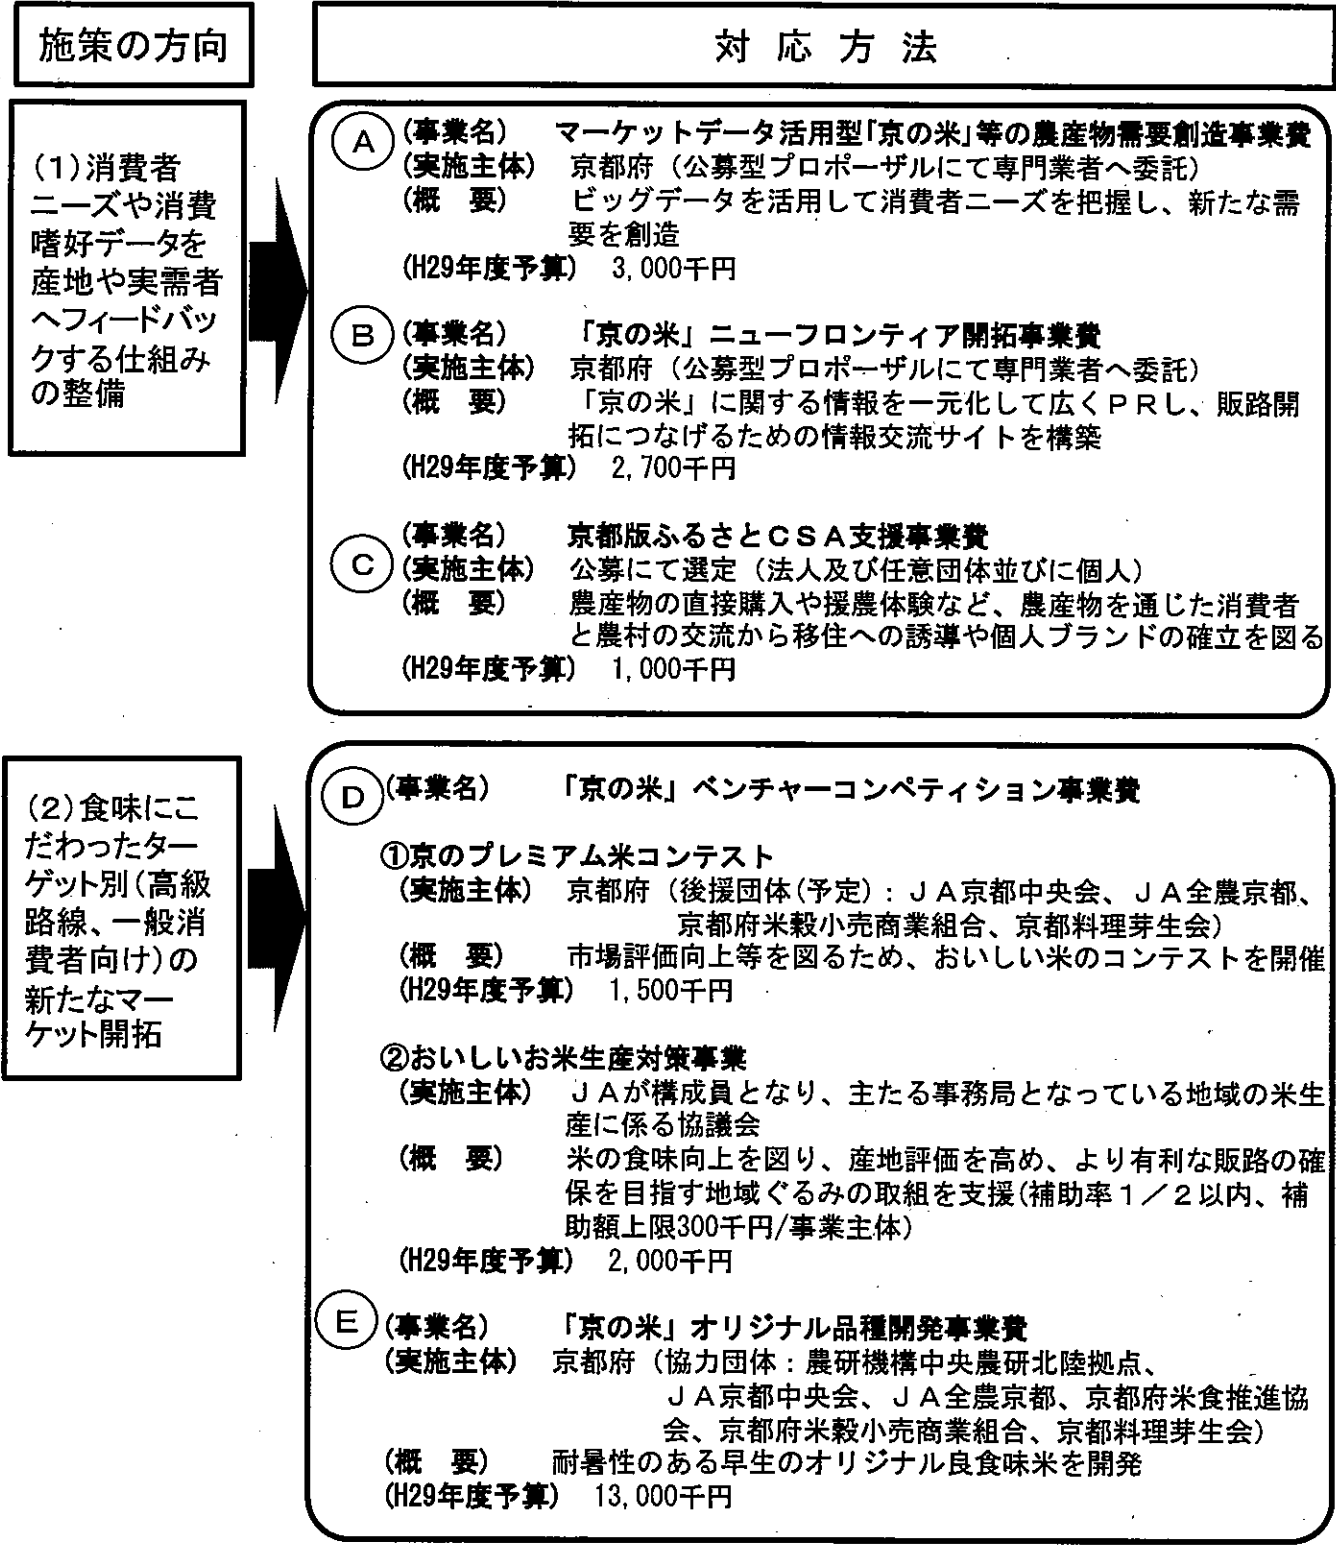 施策の方向
対応方法
(1)消費者
ニーズや消費
嗜好データを
産地や実需者
へフィードバッ
クする仕組み
の整備
A
(事業名) マーケットデータ活用型「京の米」等の農産物需要創造事業費
(実施主体) 京都府(公募型プロポーザルにて専門業者へ委託)
(概 要) ビッグデータを活用して消費者ニーズを把握し、新たな需
要を創造
(H29年度予算) 3,000千円
B
(事業名) 「京の米」ニューフロンティア開拓事業費
(実施主体) 京都府(公募型プロポーザルにて専門業者へ委託)
(概 要) 「京の米」に関する情報を一元化して広くPRし、販路開
拓につなげるための情報交流サイトを構築
(H29年度予算) 2,700千円
C
(事業名) 京都版ふるさとCSA支援事業費
(実施主体) 公募にて選定(法人及び任意団体並びに個人)
(概 要) 農産物の直接購入や援農体験など、農産物を通じた消費者
と農村の交流から移住への誘導や個人ブランドの確立を図る
(H29年度予算) 1,000千円
(2)食味にこ
だわったター
ゲット別(高級
路線、一般消
費者向け)の
新たなマー
ケット開拓
D
(事業名) 「京の米」ベンチャーコンペティション事業費
①京のプレミアム米コンテスト
(実施主体) 京都府(後援団体(予定):JA京都中央会、JA全農京都、
京都府米穀小売商業組合、京都料理芽生会)
(概 要) 市場評価向上等を図るため、おいしい米のコンテストを開催
(H29年度予算) 1,500千円
②おいしいお米生産対策事業
(実施主体) JAが構成員となり、主たる事務局となっている地域の米生
産に係る協議会
(概 要) 米の食味向上を図り、産地評価を高め、より有利な販路の確
保を目指す地域ぐるみの取組を支援(補助率1/2以内、補
助額上限300千円/事業主体)
(H29年度予算) 2,000千円
E
(事業名) 「京の米」オリジナル品種開発事業費
(実施主体) 京都府(協力団体:農研機構中央農研北陸拠点、
JA京都中央会、JA全農京都、京都府米食推進協
会、京都府米穀小売商業組合、京都料理芽生会)
(概 要) 耐暑性のある早生のオリジナル良食味米を開発
(H29年度予算) 13,000千円